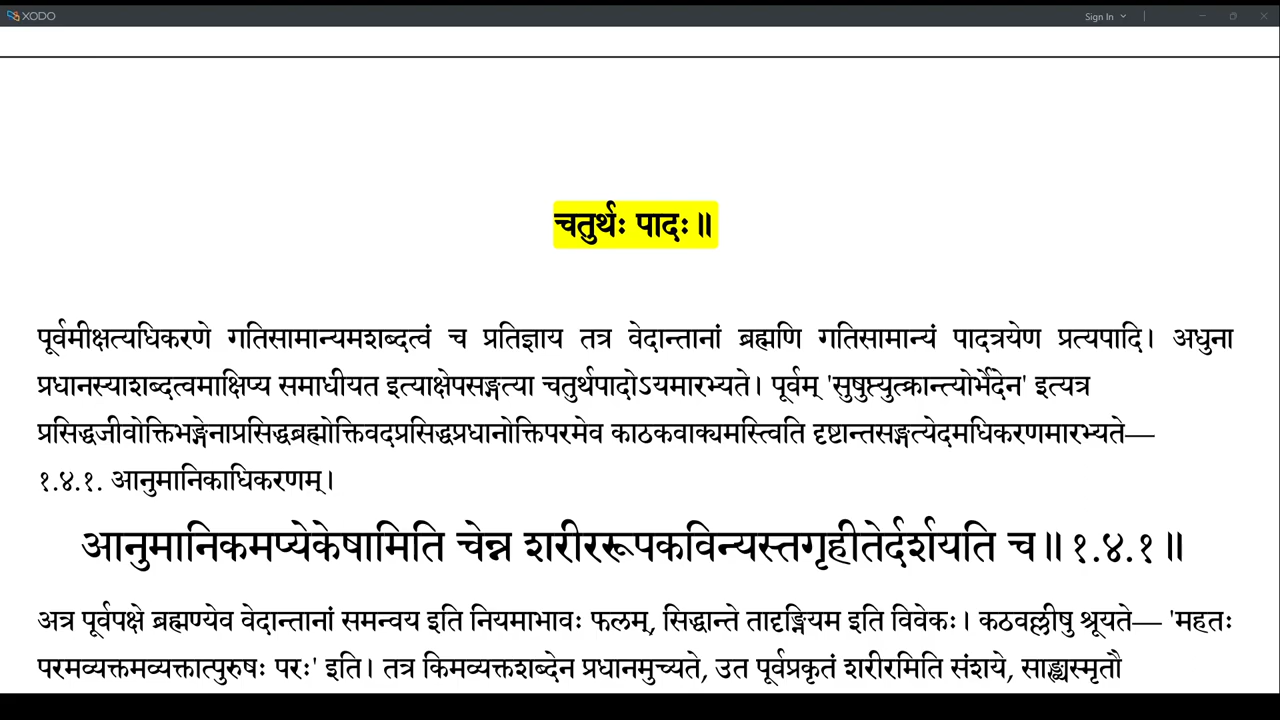 XODO
Sign In
चतुर्थः पादः॥
पूर्वमीक्षत्यधिकरणे गतिसामान्यमशब्दत्वं च प्रतिज्ञाय तत्र वेदान्तानां ब्रह्मणि गतिसामान्यं पादत्रयेण प्रत्यपादि। अधुना
प्रधानस्याशब्दत्वमाक्षिप्य समाधीयत इत्याक्षेपसङ्गत्या चतुर्थपादोऽयमारभ्यते। पूर्वम् 'सुषुप्त्युत्क्रान्त्योर्भेदेन' इत्यत्र
प्रसिद्धजीवोक्तिभङ्गेनाप्रसिद्धब्रह्मोक्तिवदप्रसिद्धप्रधानोक्तिपरमेव काठकवाक्यमस्त्विति दृष्टान्तसङ्गत्येदमधिकरणमारभ्यते—
१.४.१. आनुमानिकाधिकरणम्।
आनुमानिकमप्येकेषामिति चेन्न शरीररूपकविन्यस्तगृहीतेर्दर्शयति च॥१.४.१॥
अत्र पूर्वपक्षे ब्रह्मण्येव वेदान्तानां समन्वय इति नियमाभावः फलम्, सिद्धान्ते तादृङ्नियम इति विवेकः। कठवल्लीषु श्रूयते— 'महतः
परमव्यक्तमव्यक्तात्पुरुषः परः' इति। तत्र किमव्यक्तशब्देन प्रधानमुच्यते, उत पूर्वप्रकृतं शरीरमिति संशये, साङ्ख्यस्मृतौ